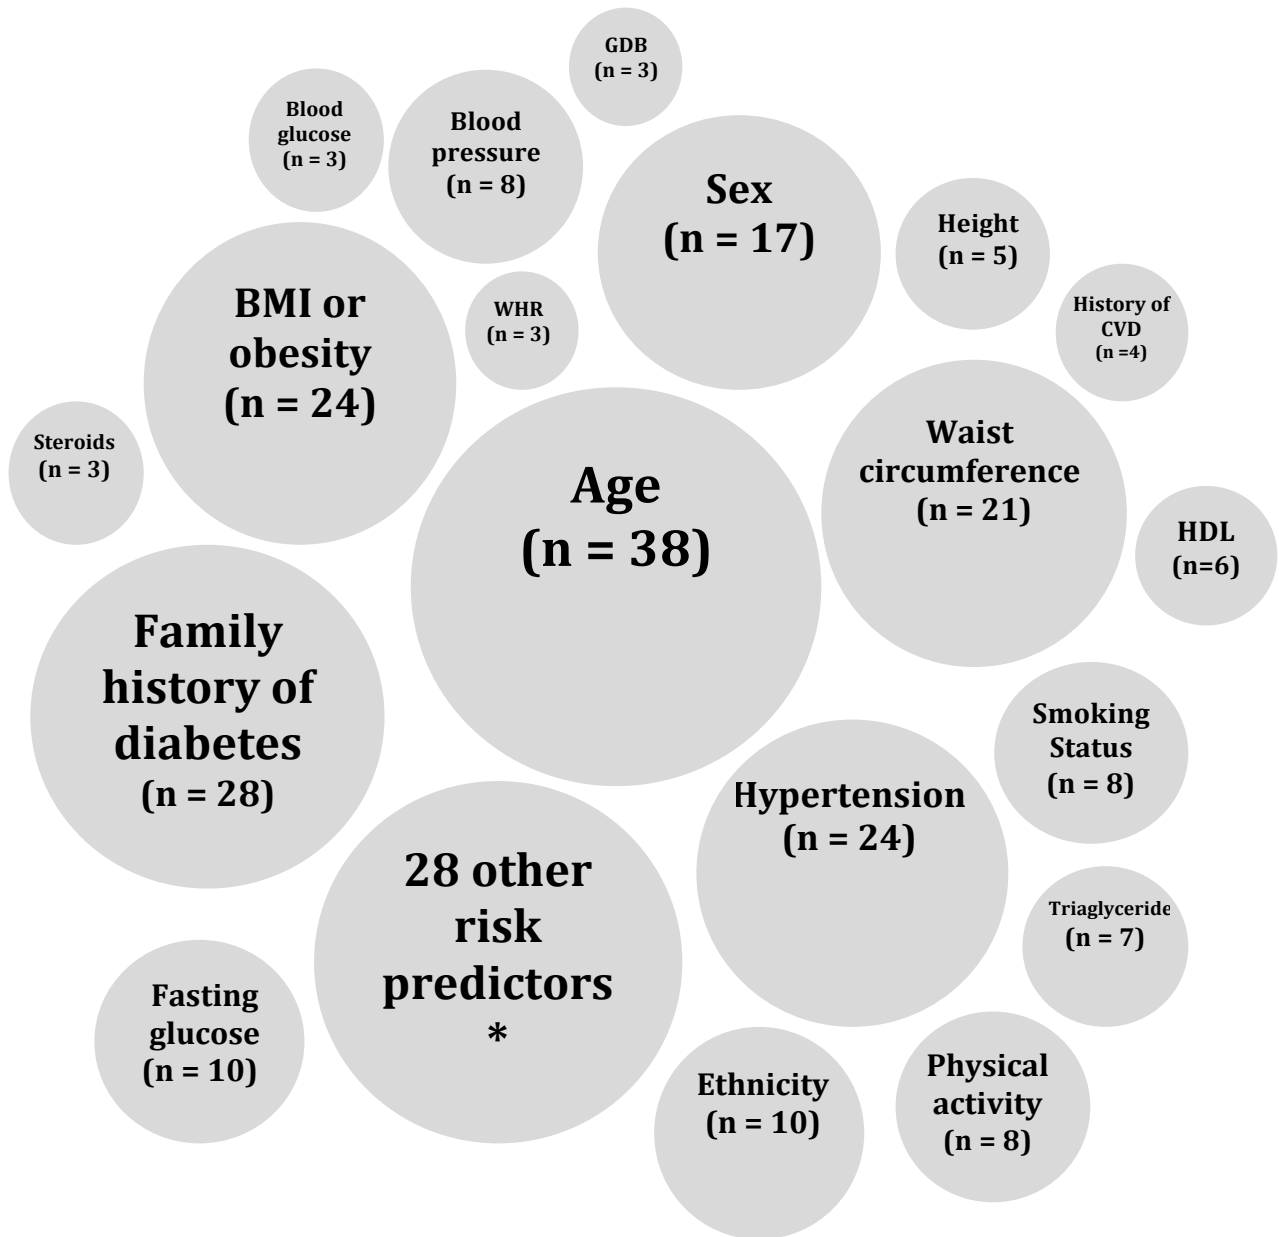 GDB
(n = 3)
Blood
glucose
(n = 3)
Blood
pressure
(n = 8)
Sex
(n = 17)
Height
(n = 5)
History of
CVD
(n =4)
BMI or
obesity
(n = 24)
WHR
(n = 3)
Steroids
(n = 3)
Age
(n = 38)
Waist
circumference
(n = 21)
HDL
(n=6)
Family
history of
diabetes
(n = 28)
Smoking
Status
(n = 8)
Hypertension
(n = 24)
28 other
risk
predictors
*
Triaglyceride
(n = 7)
Fasting
glucose
(n = 10)
Ethnicity
(n = 10)
Physical
activity
(n = 8)